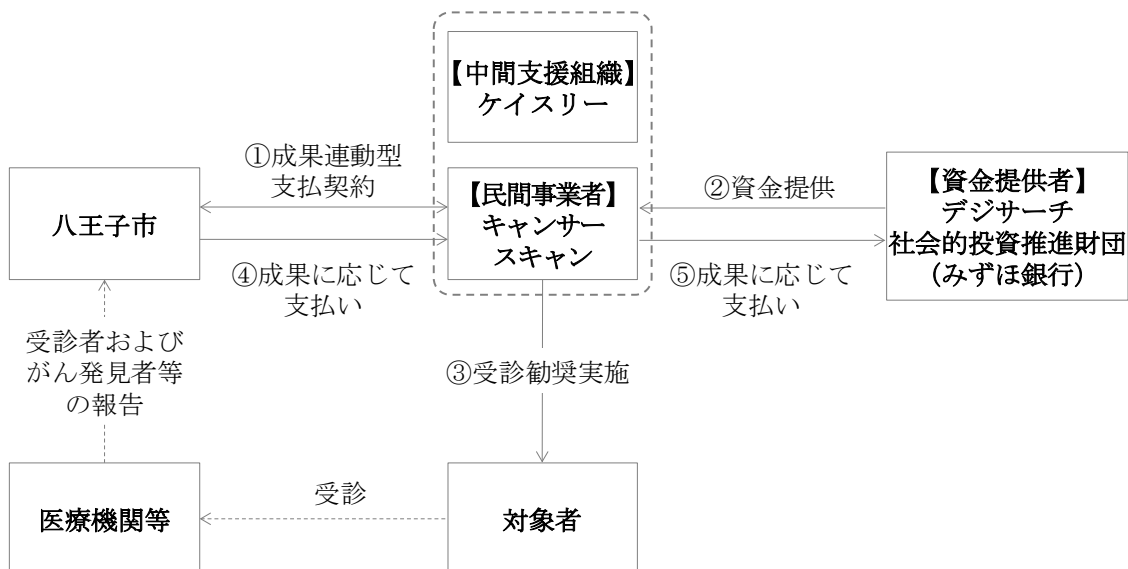 【中間支援組織】
ケイスリー
①成果連動型
支払契約
【民間事業者】
キャンサー
スキャン
②資金提供
【資金提供者】
デジサーチ
社会的投資推進財団
（みずほ銀行）
八王子市
④成果に応じて
支払い
⑤成果に応じて
支払い
受診者および
がん発見者等
の報告
③受診勧奨実施
医療機関等
受診
対象者